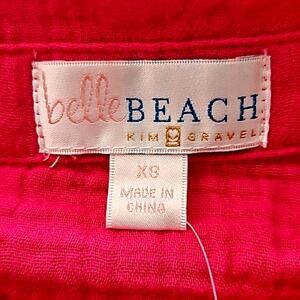 belle BEACH
KIM GRAVEL
XS
MADE IN
CHINA